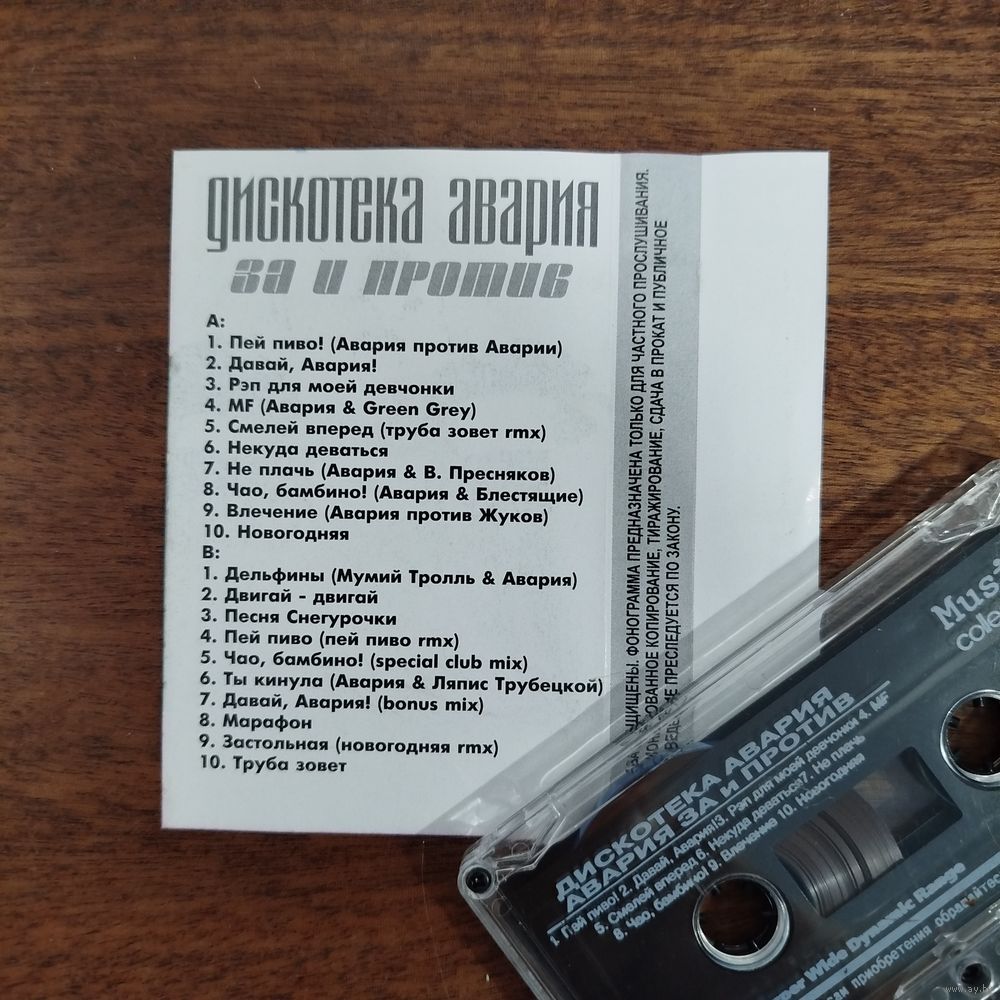 дискотека авария
за и против
А:
1. Пей пиво! (Авария против Аварии)
2. Давай, Авария!
3. Рэп для моей девчонки
4. MF (Авария & Green Grey)
5. Смелей вперед (труба зовет rmx)
6. Некуда деваться
7. Не плачь (Авария & В. Пресняков)
8. Чао, бамбино! (Авария & Блестящие)
9. Влечение (Авария против Жуков)
10. Новогодняя
В:
1. Дельфины (Мумий Тролль & Авария)
2. Двигай - двигай
3. Песня Снегурочки
4. Пей пиво (пей пиво rmx)
5. Чао, бамбино! (special club mix)
6. Ты кинула (Авария & Ляпис Трубецкой)
7. Давай, Авария! (bonus mix)
8. Марафон
9. Застольная (новогодняя rmx)
10. Труба зовет
ФОНОГРАММА ПРЕДНАЗНАЧЕНА ТОЛЬКО ДЛЯ ЧАСТНОГО ПРОСЛУШИВАНИЯ.
КОПИРОВАНИЕ, ТИРАЖИРОВАНИЕ, СДАЧА В ПРОКАТ И ПУБЛИЧНОЕ
ПРЕСЛЕДУЕТСЯ ПО ЗАКОНУ.
ДИСКОТЕКА АВАРИЯ
АВАРИЯ ЗА И ПРОТИВ
1. Пей пиво! 2. Давай, Авария!3. Рэп для моей девчонки 4. MF
5. Смелей вперед 6. Некуда деваться7. Не плачь
8. Чао, бамбино! 9. Влечение 10. Новогодняя
Wide Dynamic Range
приобретения
www.ay.by